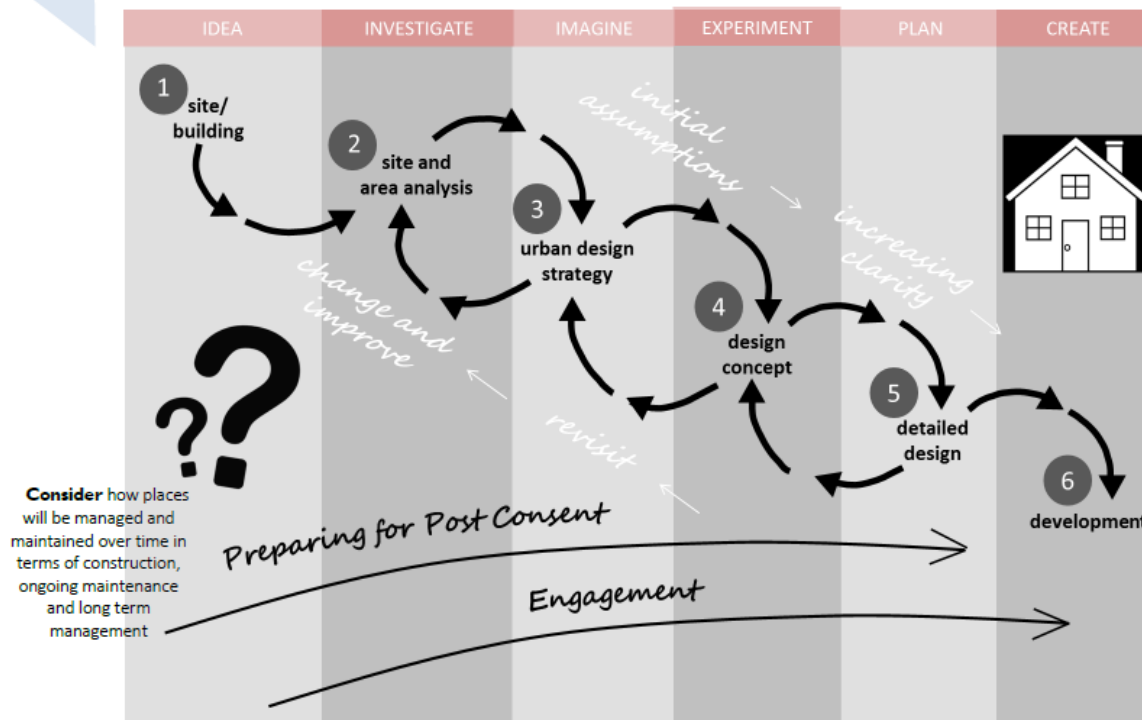 IDEA
INVESTIGATE
IMAGINE
EXPERIMENT
PLAN
CREATE
1
site/
building
2
site and
area analysis
3
urban design
strategy
initial
assumptions
increasing
clarity
change and
improve
4
design
concept
revisit
5
detailed
design
6
development
Consider how places
will be managed and
maintained over time in
terms of construction,
ongoing maintenance
and long term
management
??
Preparing for Post Consent
Engagement